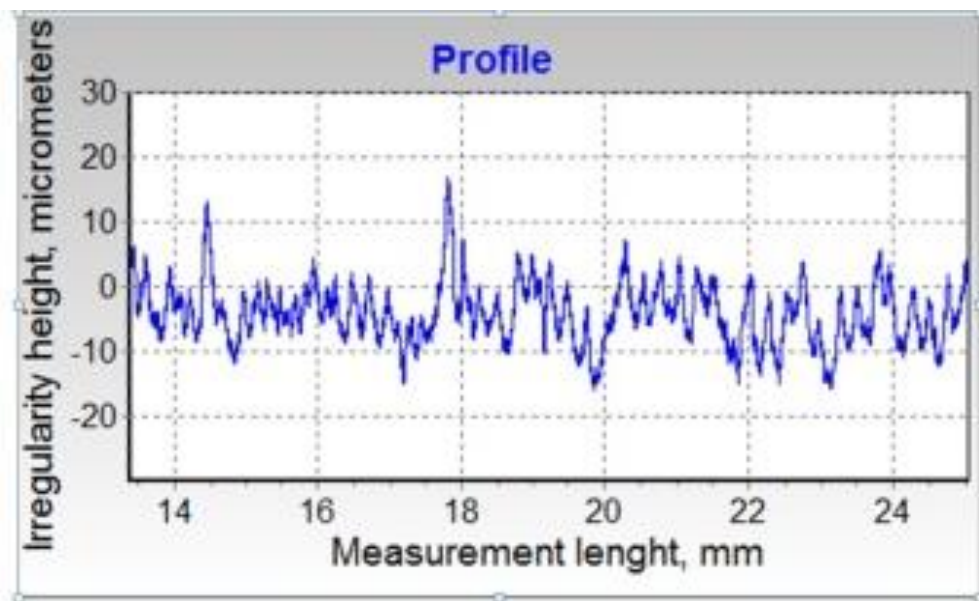 Profile
Irregularity height, micrometers
30
20
10
0
-10
-20
14 16 18 20 22 24
Measurement lenght, mm